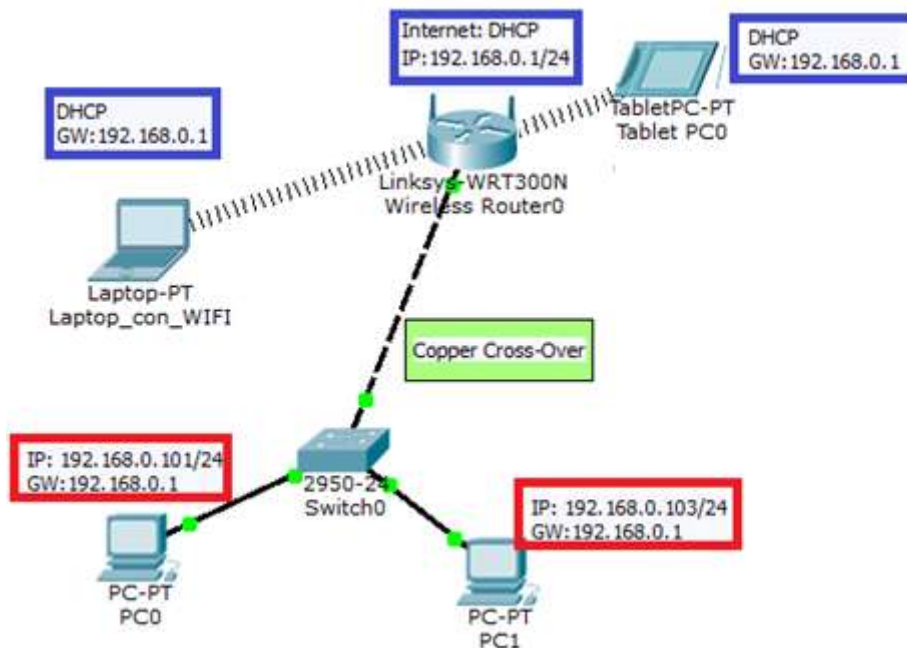 Internet: DHCP
IP:192.168.0.1/24
DHCP
GW:192.168.0.1
TabletPC-PT
Tablet PC0
DHCP
GW:192.168.0.1
Linksys-WRT300N
Wireless Router0
Laptop-PT
Laptop_con_WIFI
Copper Cross-Over
IP: 192.168.0.101/24
GW:192.168.0.1
2950-24
Switch0
IP: 192.168.0.103/24
GW:192.168.0.1
PC-PT
PC0
PC-PT
PC1